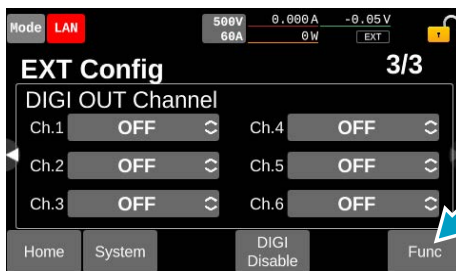 Mode LAN 500V 0.000A -0.05V
60A 0W EXT
EXT Config 3/3
DIGI OUT Channel
Ch.1 OFF Ch.4 OFF
Ch.2 OFF Ch.5 OFF
Ch.3 OFF Ch.6 OFF
Home System DIGI Disable Func